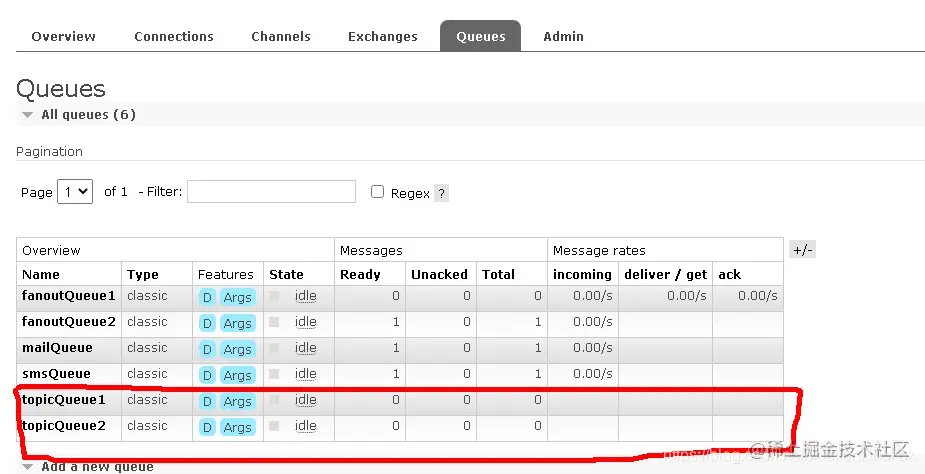 Overview Connections Channels Exchanges Queues Admin
Queues
All queues (6)
Pagination
Page 1 of 1 - Filter: Regex ?
Overview Messages Message rates +/-
Name Type Features State Ready Unacked Total incoming deliver / get ack
fanoutQueue1 classic D Args idle 0 0 0 0.00/s 0.00/s 0.00/s
fanoutQueue2 classic D Args idle 1 0 1 0.00/s
mailQueue classic D Args idle 1 0 1 0.00/s
smsQueue classic D Args idle 1 0 1 0.00/s
topicQueue1 classic D Args idle 0 0 0
topicQueue2 classic D Args idle 0 0 0
@稀土掘金技术社区
Add a new queue